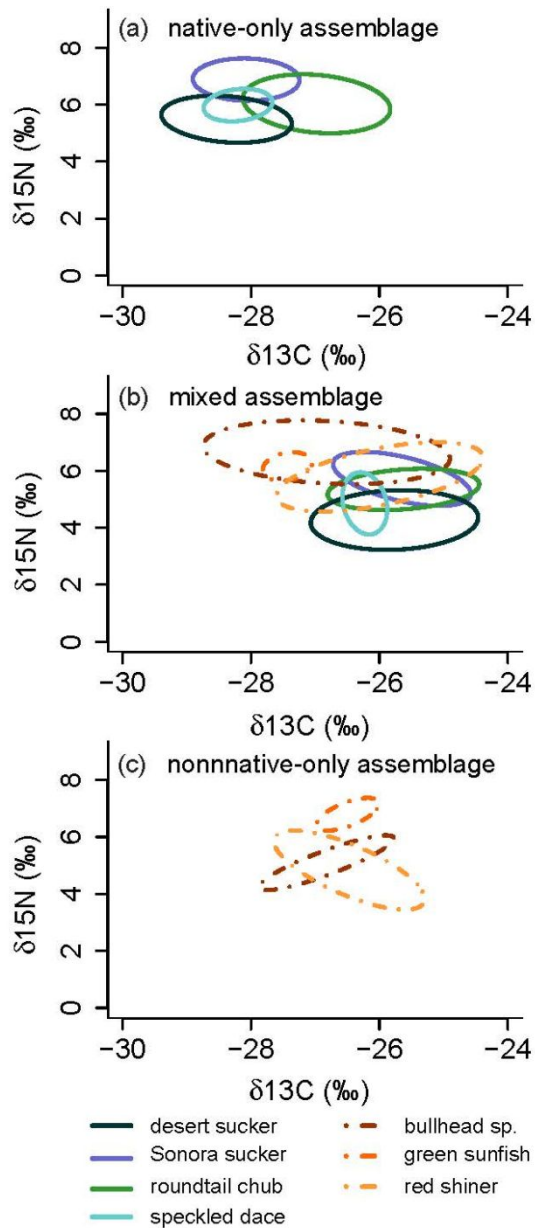 (a) native-only assemblage
8
6
4
2
0
δ15N (‰)
−30 −28 −26 −24
δ13C (‰)
(b) mixed assemblage
8
6
4
2
0
δ15N (‰)
−30 −28 −26 −24
δ13C (‰)
(c) nonnnative-only assemblage
8
6
4
2
0
δ15N (‰)
−30 −28 −26 −24
δ13C (‰)
desert sucker bullhead sp.
Sonora sucker green sunfish
roundtail chub red shiner
speckled dace